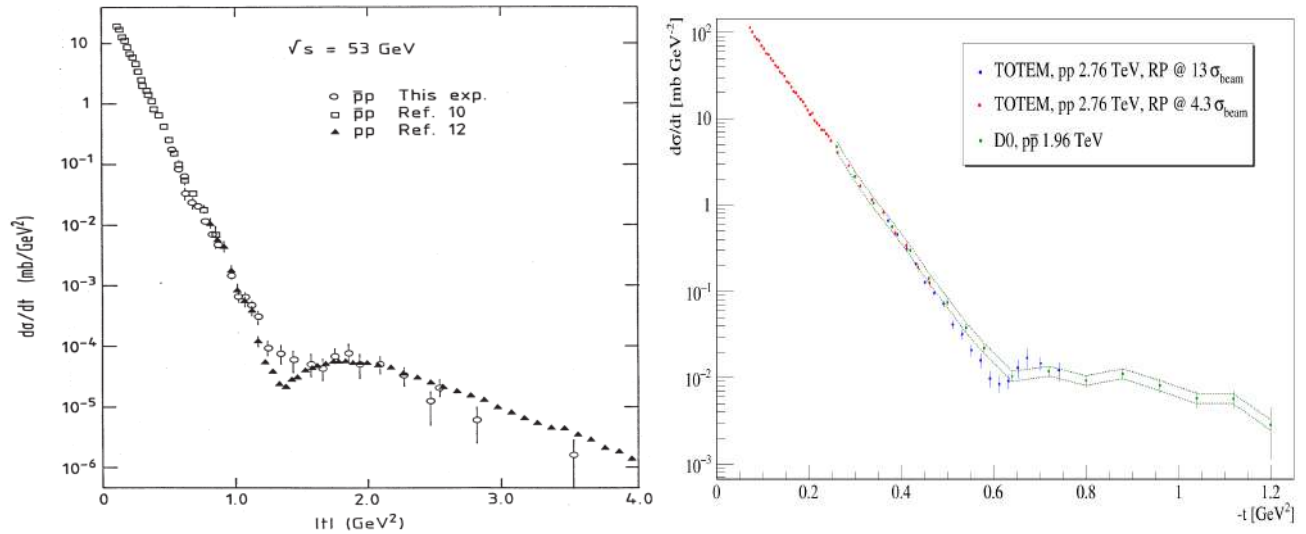 √s = 53 GeV
p̄p This exp.
p̄p Ref. 10
pp Ref. 12
dσ/dt (mb/GeV²)
10
1
10⁻¹
10⁻²
10⁻³
10⁻⁴
10⁻⁵
10⁻⁶
0 1.0 2.0 3.0 4.0
|t| (GeV²)
dσ/dt [mb GeV⁻²]
TOTEM, pp 2.76 TeV, RP @ 13 σbeam
TOTEM, pp 2.76 TeV, RP @ 4.3 σbeam
D0, pp̄ 1.96 TeV
10²
10
1
10⁻¹
10⁻²
10⁻³
0 0.2 0.4 0.6 0.8 1 1.2
-t [GeV²]